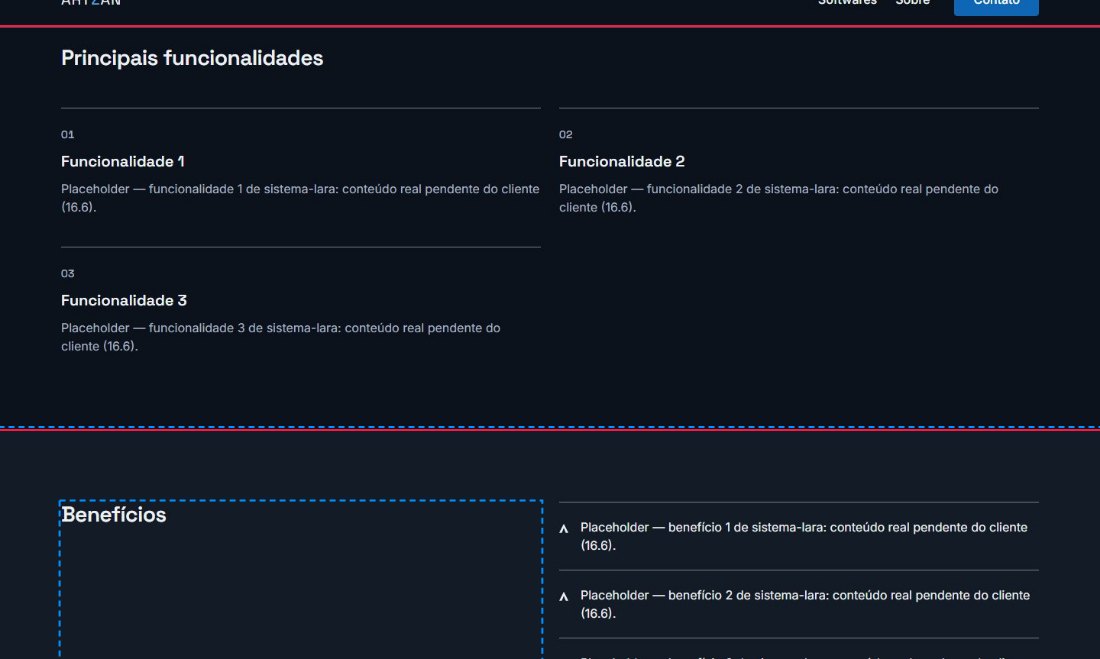 ARTZAN
Softwares Sobre Contato
Principais funcionalidades
01
Funcionalidade 1
Placeholder — funcionalidade 1 de sistema-lara: conteúdo real pendente do cliente
(16.6).
02
Funcionalidade 2
Placeholder — funcionalidade 2 de sistema-lara: conteúdo real pendente do
cliente (16.6).
03
Funcionalidade 3
Placeholder — funcionalidade 3 de sistema-lara: conteúdo real pendente do
cliente (16.6).
Benefícios
Placeholder — benefício 1 de sistema-lara: conteúdo real pendente do cliente
(16.6).
Placeholder — benefício 2 de sistema-lara: conteúdo real pendente do cliente
(16.6).